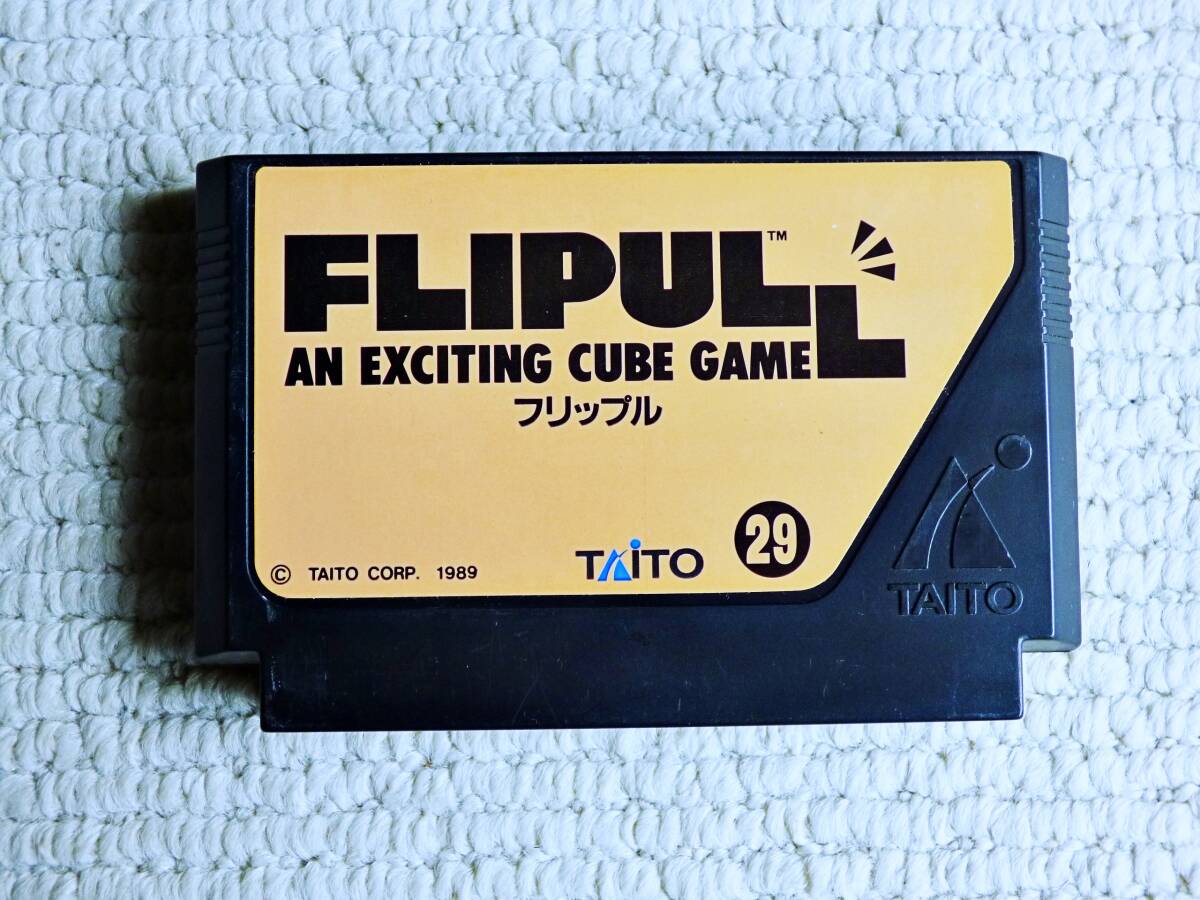 FLIPULL™
AN EXCITING CUBE GAME
フリップル
TAITO 29
© TAITO CORP. 1989
TAITO